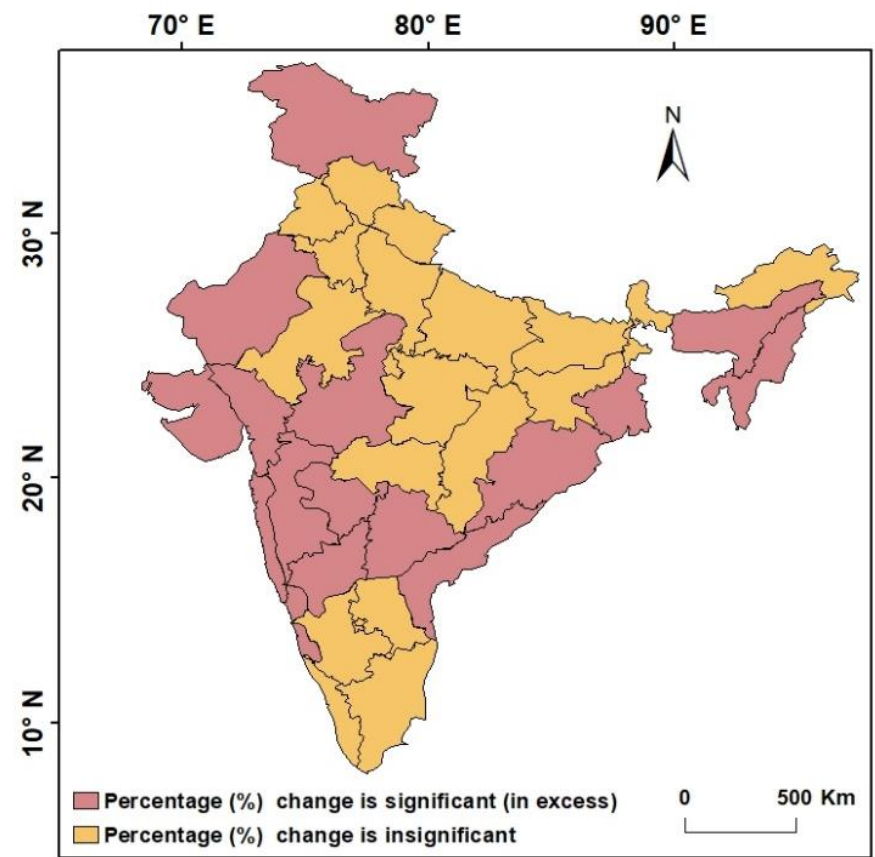 70° E 80° E 90° E
N
30° N
20° N
10° N
Percentage (%) change is significant (in excess)
Percentage (%) change is insignificant
0 500 Km